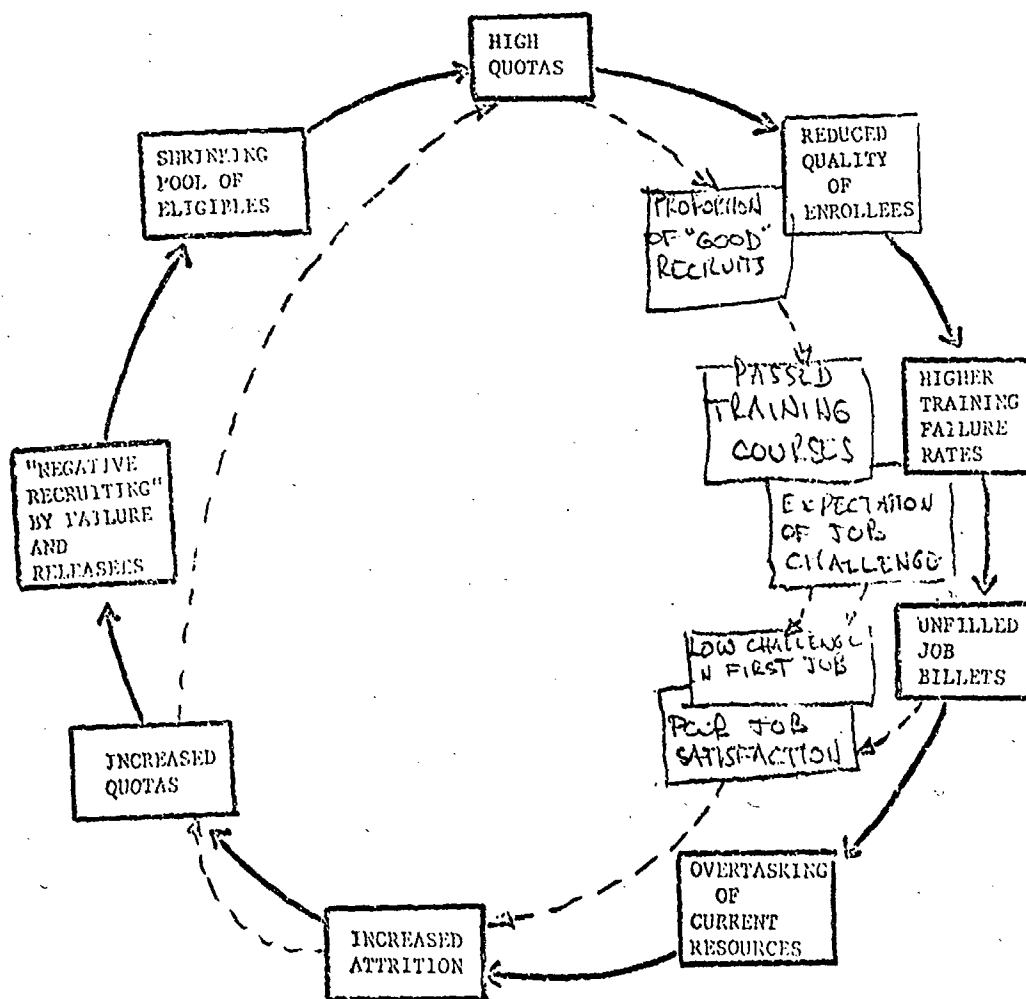 HIGH
QUOTAS
REDUCED
QUALITY
OF
ENROLLEES
PROPORTION
OF "GOOD"
RECRUITS
PASSED
TRAINING
COURSES
HIGHER
TRAINING
FAILURE
RATES
EXPECTATION
OF JOB
CHALLENGE
UNFILLED
JOB
BILLETS
LOW CHALLENGE
IN FIRST JOB
POOR JOB
SATISFACTION
OVERTASKING
OF
CURRENT
RESOURCES
INCREASED
ATTRITION
INCREASED
QUOTAS
"NEGATIVE
RECRUITING"
BY FAILURE
AND
RELEASEES
SHRINKING
POOL OF
ELIGIBLES